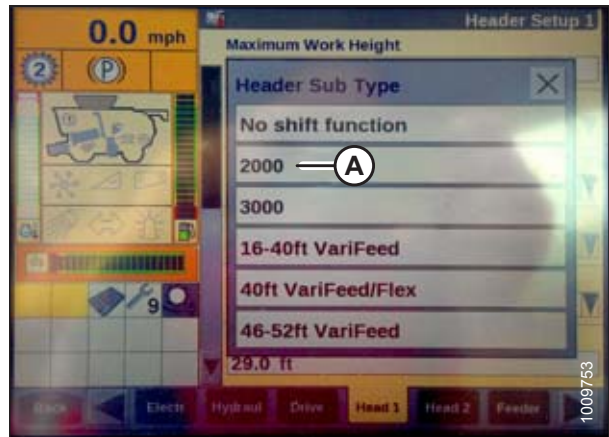 0.0 mph
Header Setup 1
Maximum Work Height
2 (P)
Header Sub Type
No shift function
2000
A
3000
16-40ft VariFeed
40ft VariFeed/Flex
46-52ft VariFeed
9
29.0 ft
Back Electr Hydraul Drive Head 1 Head 2 Feeder
1009753